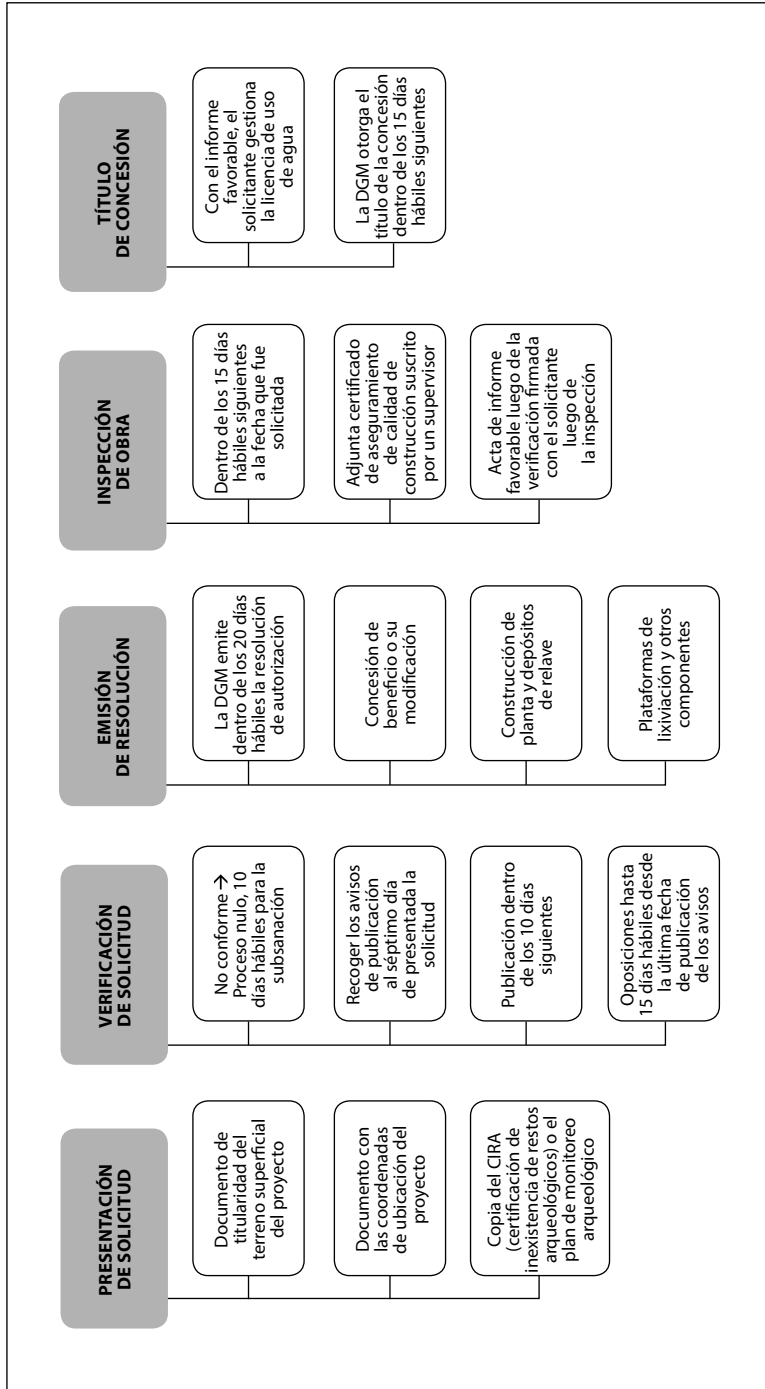 PRESENTACIÓN
DE SOLICITUD
Documento de
titularidad del
terreno superficial
del proyecto
Documento con
las coordenadas
de ubicación del
proyecto
Copia del CIRA
(certificación de
inexistencia de restos
arqueológicos) o el
plan de monitoreo
arqueológico
VERIFICACIÓN
DE SOLICITUD
No conforme →
Proceso nulo, 10
días hábiles para la
subsanación
Recoger los avisos
de publicación
al séptimo día
de presentada la
solicitud
Publicación dentro
de los 10 días
siguientes
Oposiciones hasta
15 días hábiles desde
la última fecha
de publicación
de los avisos
EMISIÓN
DE RESOLUCIÓN
La DGM emite
dentro de los 20 días
hábiles la resolución
de autorización
Concesión de
beneficio o su
modificación
Construcción de
planta y depósitos
de relave
Plataformas de
lixiviación y otros
componentes
INSPECCIÓN
DE OBRA
Dentro de los 15 días
hábiles siguientes
a la fecha que fue
solicitada
Adjunta certificado
de aseguramiento
de calidad de
construcción suscrito
por un supervisor
Acta de informe
favorable luego de la
verificación firmada
con el solicitante
luego de
la inspección
TÍTULO
DE CONCESIÓN
Con el informe
favorable, el
solicitante gestiona
la licencia de uso
de agua
La DGM otorga el
título de la concesión
dentro de los 15 días
hábiles siguientes